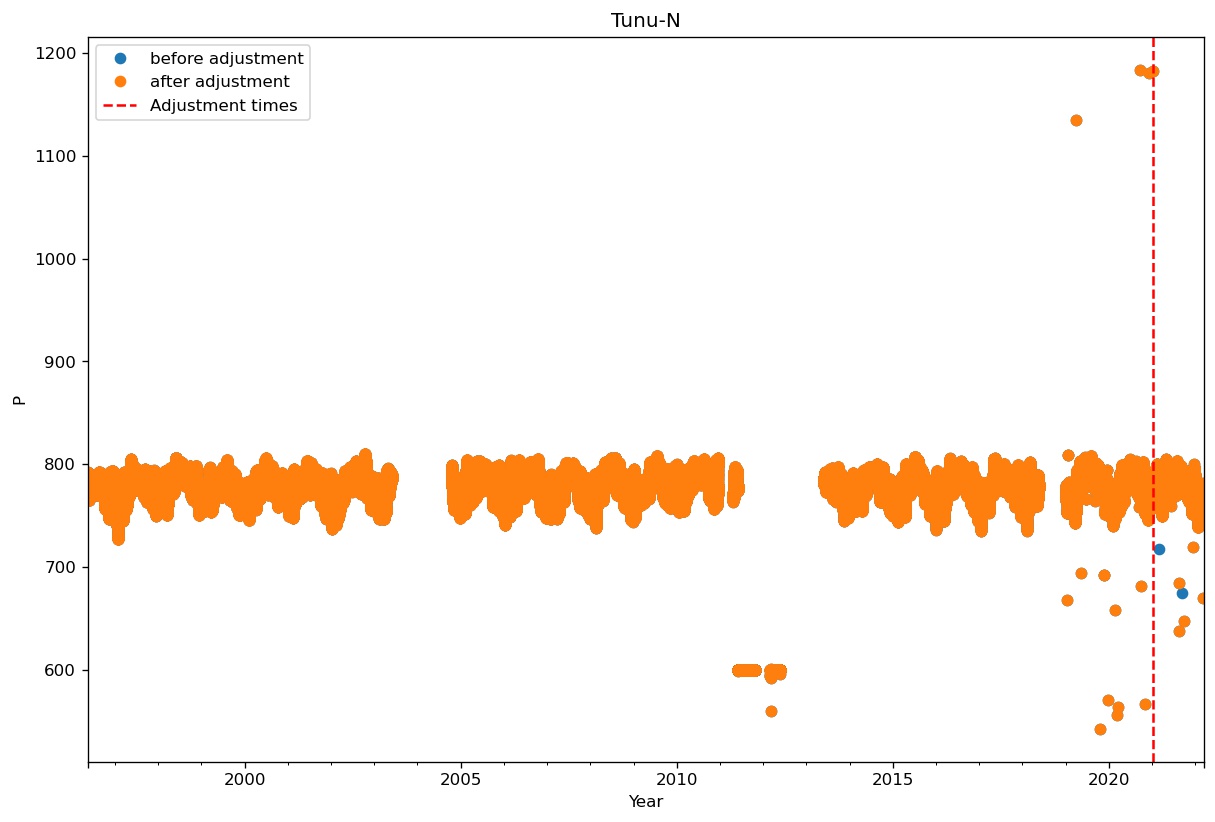 Tunu-N
before adjustment
after adjustment
Adjustment times
1200
1100
1000
900
800
700
600
P
2000 2005 2010 2015 2020
Year